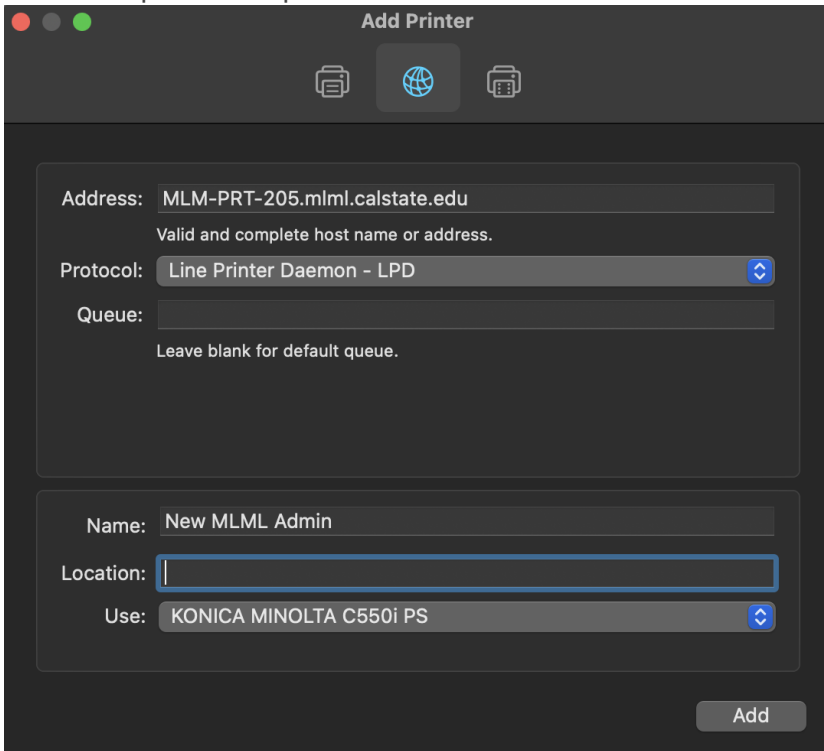 Add Printer
Address: MLM-PRT-205.mlml.calstate.edu
Valid and complete host name or address.
Protocol: Line Printer Daemon - LPD
Queue:
Leave blank for default queue.
Name: New MLML Admin
Location:
Use: KONICA MINOLTA C550i PS
Add